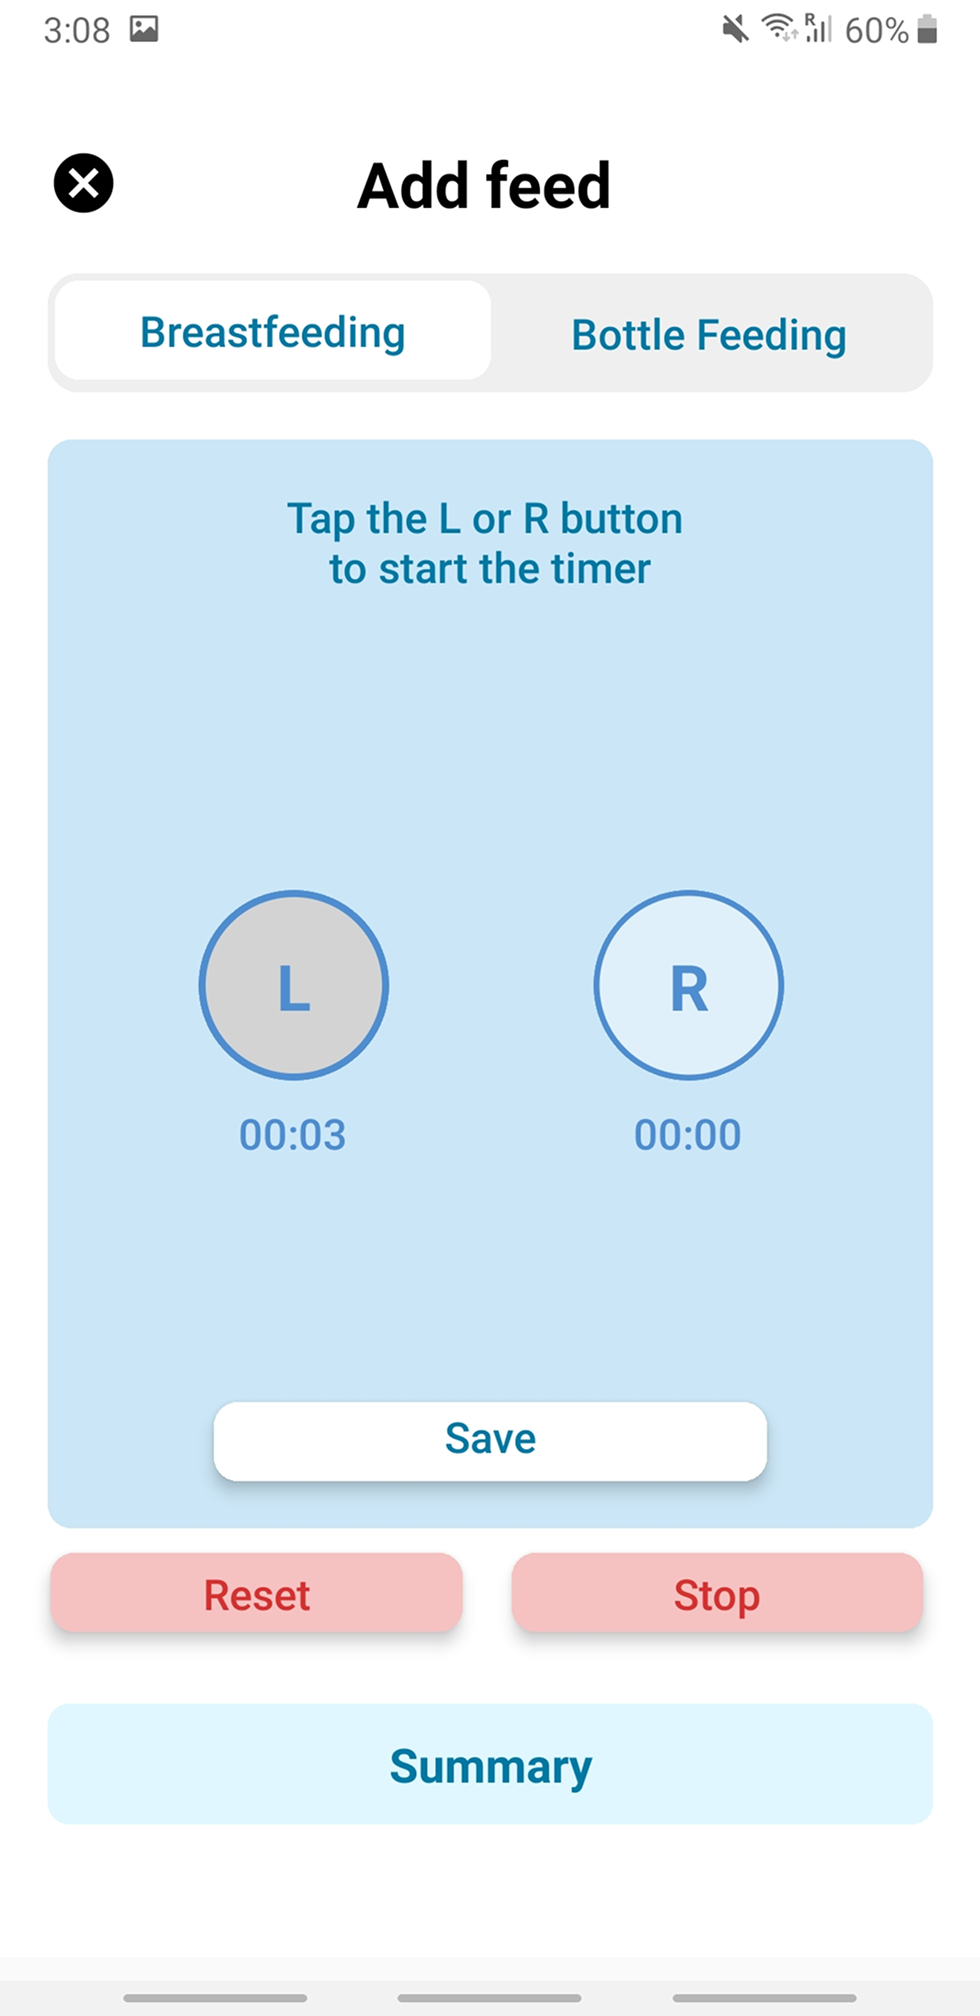 3:08
R
60%
Add feed
Breastfeeding
Bottle Feeding
Tap the L or R button
to start the timer
L
R
00:03
00:00
Save
Reset
Stop
Summary